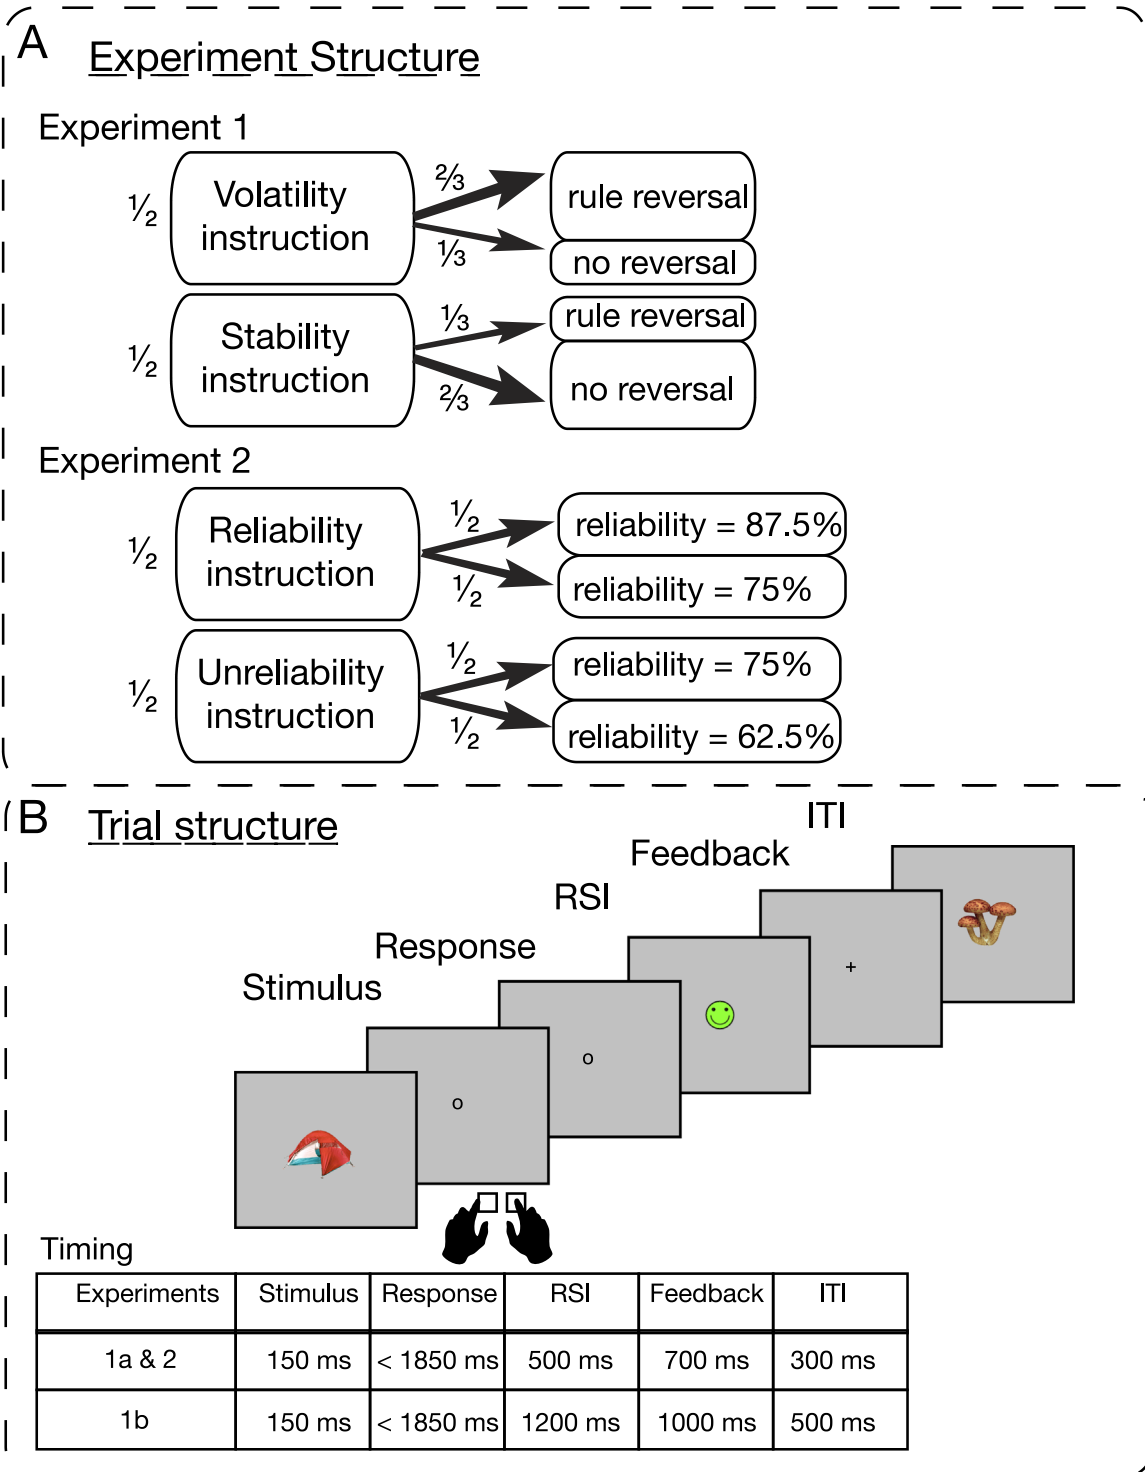 A
Experiment Structure
Experiment 1
½
Volatility
instruction
⅔
⅓
rule reversal
no reversal
½
Stability
instruction
⅓
⅔
rule reversal
no reversal
Experiment 2
½
Reliability
instruction
½
½
reliability = 87.5%
reliability = 75%
½
Unreliability
instruction
½
½
reliability = 75%
reliability = 62.5%
B
Trial structure
Stimulus
Response
RSI
Feedback
ITI
o
o
+
Timing
Experiments Stimulus Response RSI Feedback ITI
1a & 2 150 ms < 1850 ms 500 ms 700 ms 300 ms
1b 150 ms < 1850 ms 1200 ms 1000 ms 500 ms